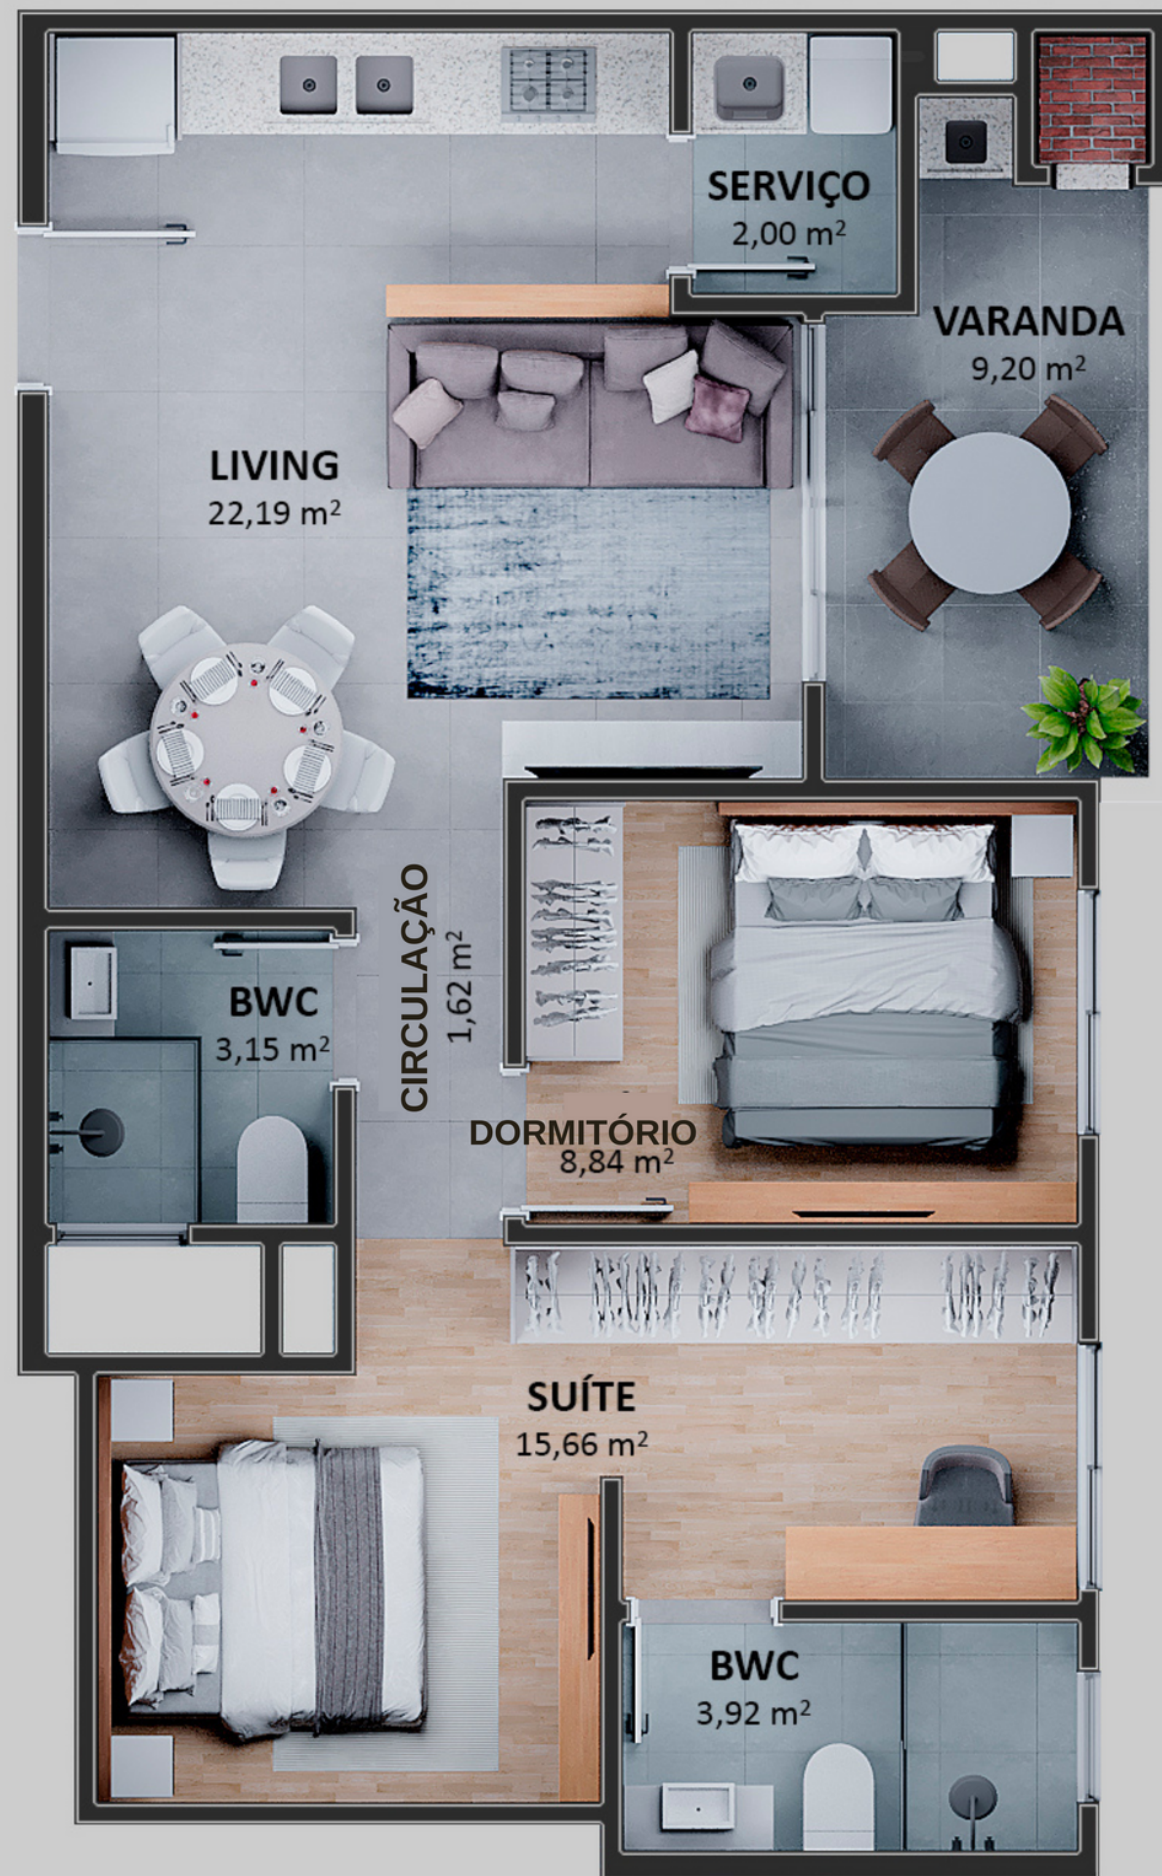 SERVIÇO
2,00 m²
VARANDA
9,20 m²
LIVING
22,19 m²
CIRCULAÇÃO
1,62 m²
BWC
3,15 m²
DORMITÓRIO
8,84 m²
SUÍTE
15,66 m²
BWC
3,92 m²